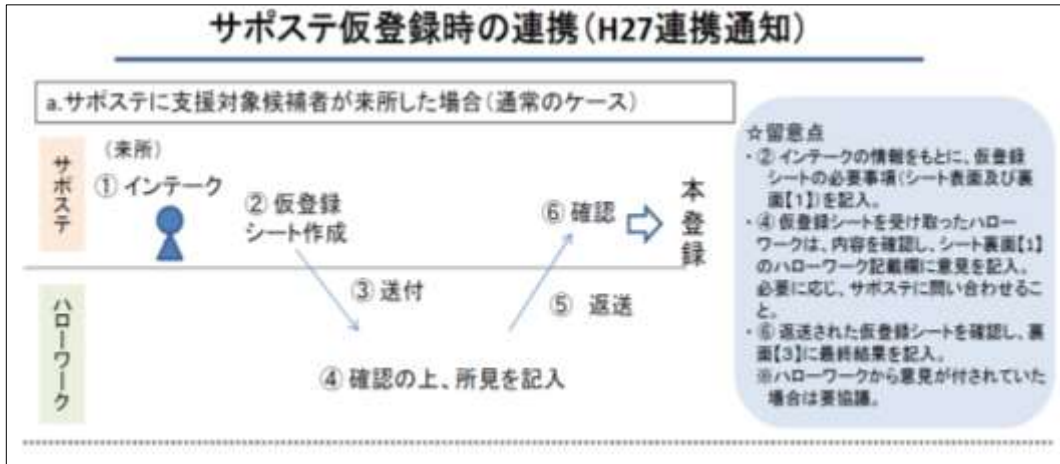 サポステ仮登録時の連携(H27連携通知)
a.サポステに支援対象候補者が来所した場合(通常のケース)
サポステ
(来所)
① インテーク
② 仮登録
シート作成
③ 送付
ハローワーク
④ 確認の上、所見を記入
⑤ 返送
⑥ 確認
本登録
☆留意点
・② インテークの情報をもとに、仮登録
シートの必要事項(シート表面及び裏
面【1】)を記入。
・④ 仮登録シートを受け取ったハロー
ワークは、内容を確認し、シート裏面【1】
のハローワーク記載欄に意見を記入。
必要に応じ、サポステに問い合わせるこ
と。
・⑥ 返送された仮登録シートを確認し、裏
面【3】に最終結果を記入。
※ハローワークから意見が付されていた
場合は要協議。